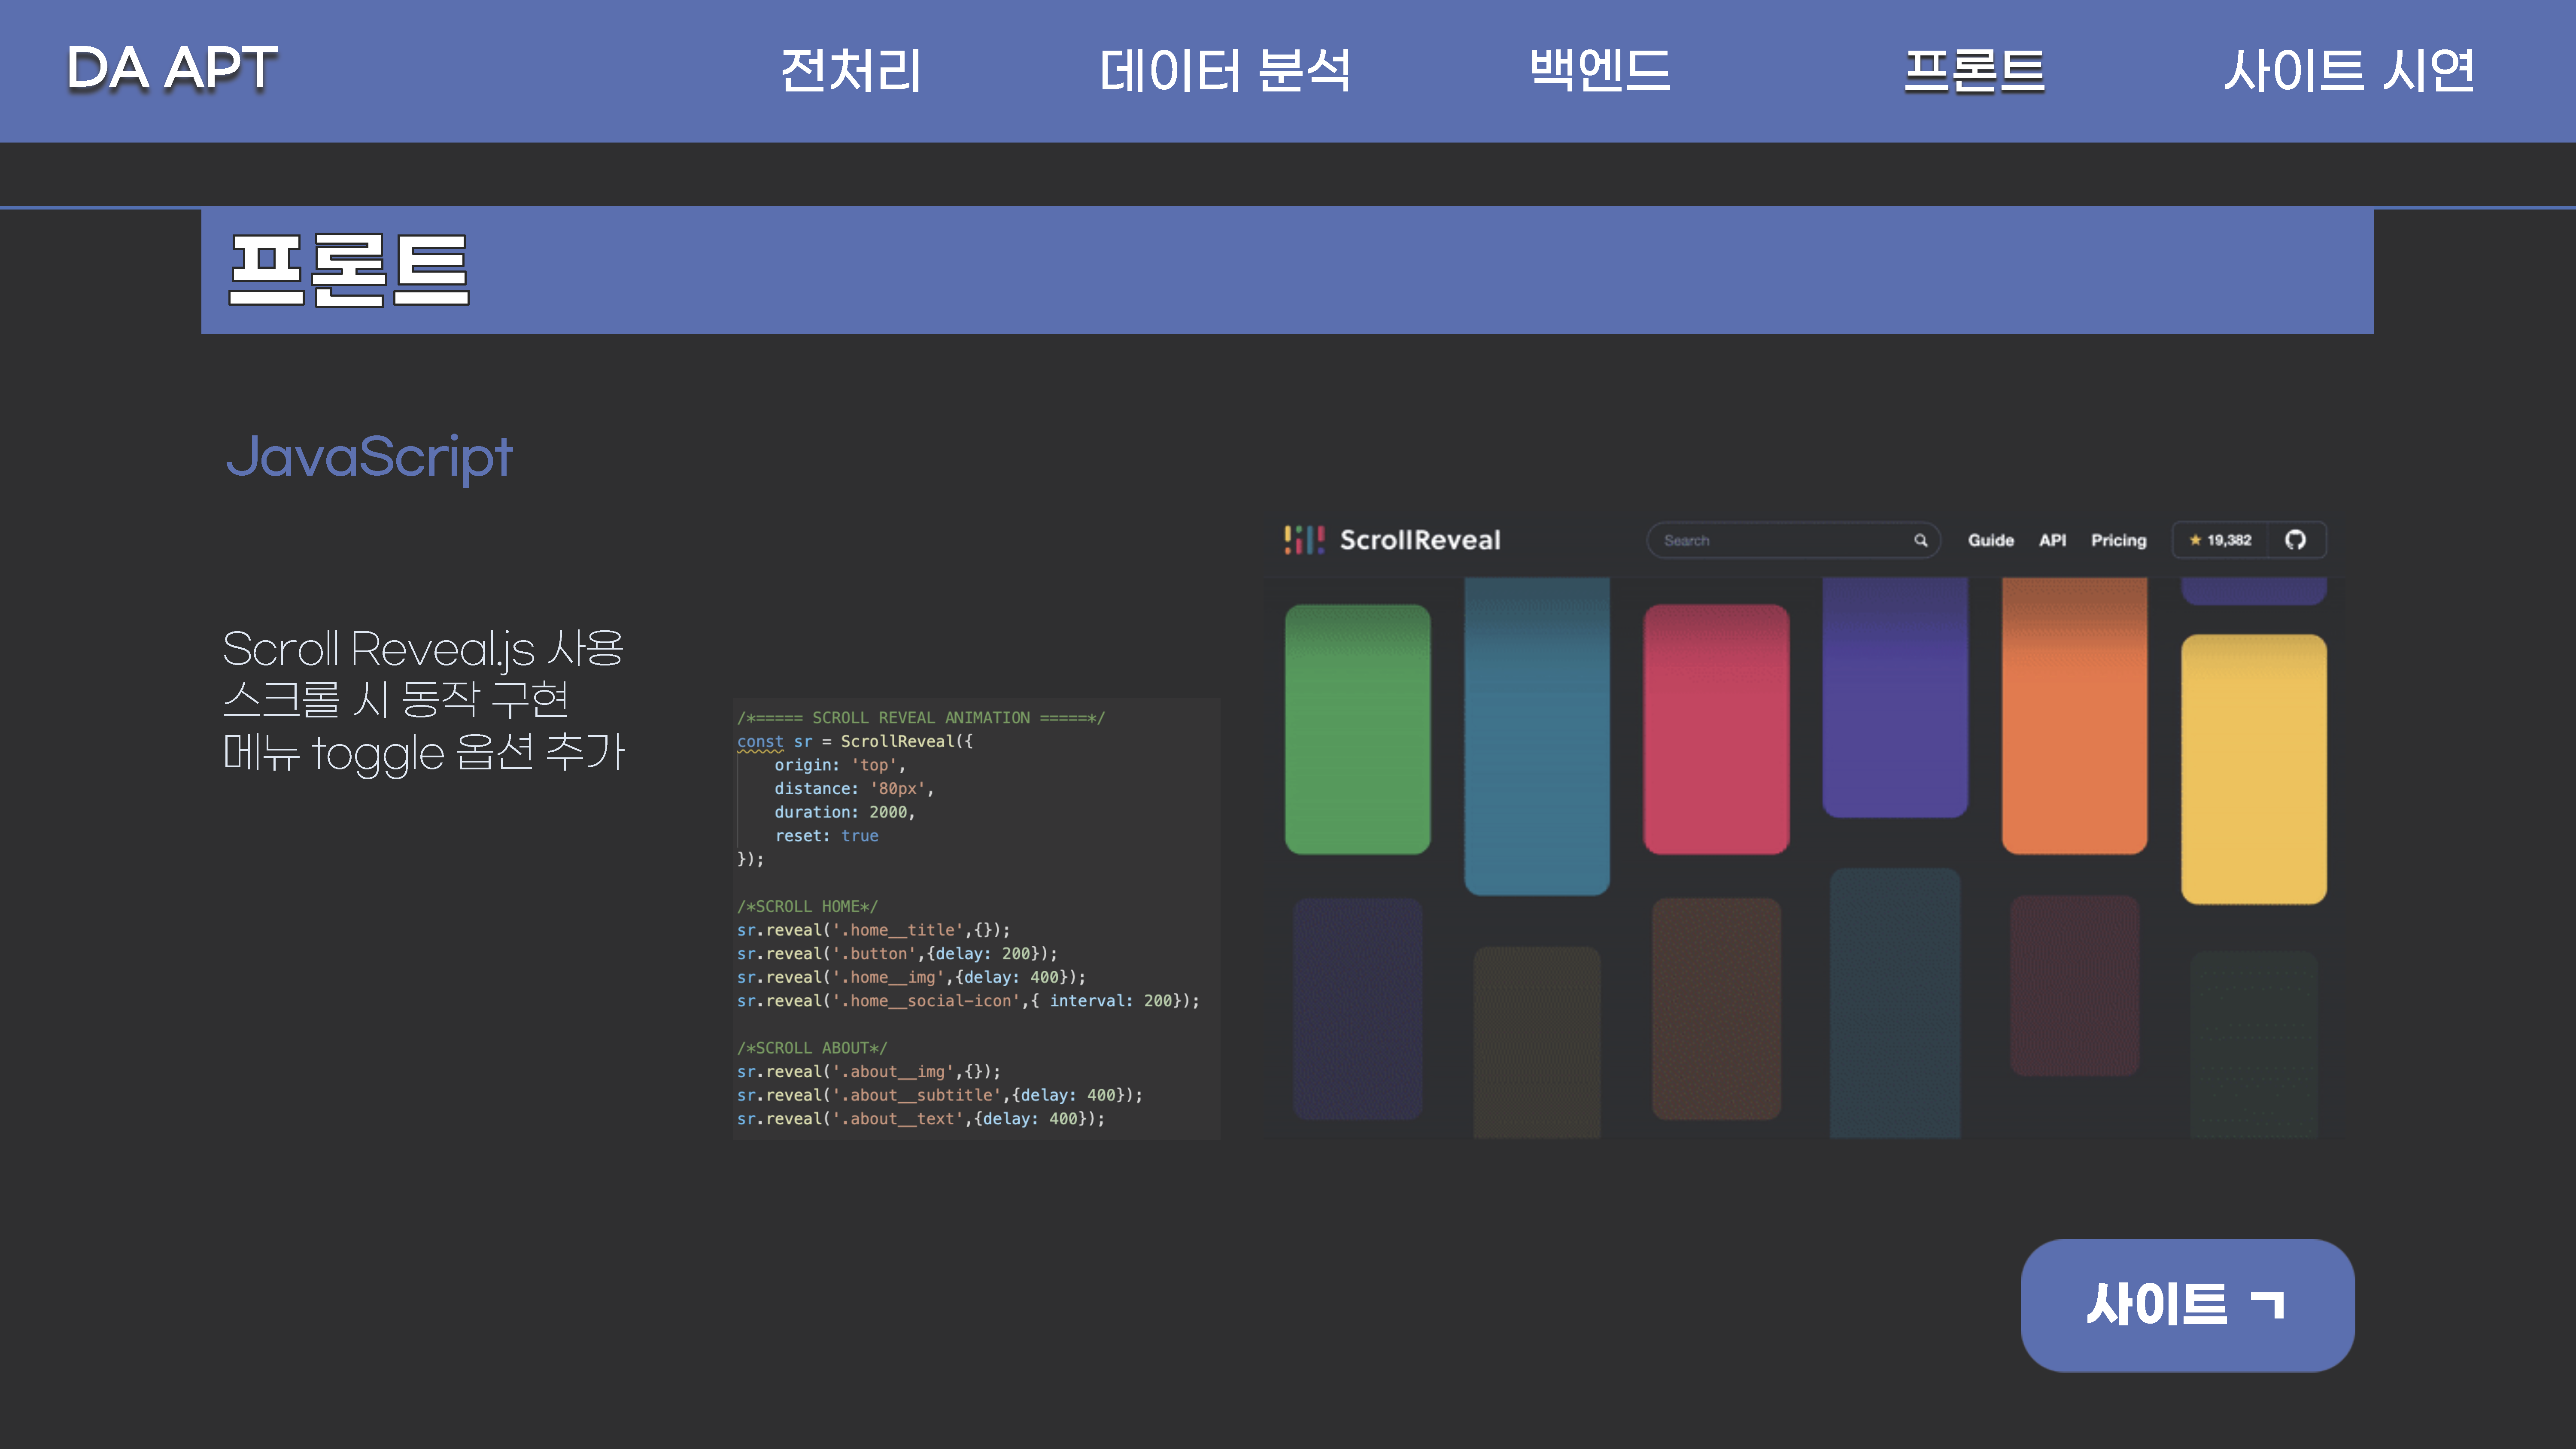 DA APT
전처리
데이터 분석
백엔드
프론트
사이트 시연
프론트
JavaScript
Scroll Reveal.js 사용
스크롤 시 동작 구현
메뉴 toggle 옵션 추가
/*===== SCROLL REVEAL ANIMATION =====*/
const sr = ScrollReveal({
    origin: 'top',
    distance: '80px',
    duration: 2000,
    reset: true
});
/*SCROLL HOME*/
sr.reveal('.home__title',{});
sr.reveal('.button',{delay: 200});
sr.reveal('.home__img',{delay: 400});
sr.reveal('.home__social-icon',{ interval: 200});
/*SCROLL ABOUT*/
sr.reveal('.about__img',{});
sr.reveal('.about__subtitle',{delay: 400});
sr.reveal('.about__text',{delay: 400});
ScrollReveal
Search
Guide
API
Pricing
★ 19,382
사이트 ㄱ